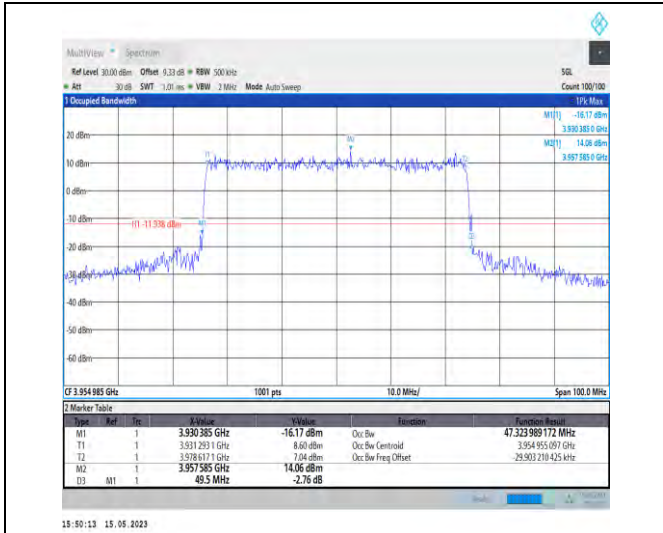 MultiView Spectrum
Ref Level 30.00 dBm Offset 9.33 dB RBW 500 kHz SGL
Att 30 dB SWT 1.01 ms VBW 2 MHz Mode Auto Sweep Count 100/100
1 Occupied Bandwidth 1Pk Max
M1[1] -16.17 dBm
3.930 385 0 GHz
M2[1] 14.06 dBm
3.957 585 0 GHz
20 dBm
M2
T1
T2
10 dBm
0 dBm
-10 dBm
H1 -11.938 dBm
M1
D3
-20 dBm
-30 dBm
-40 dBm
-50 dBm
-60 dBm
CF 3.954 985 GHz 1001 pts 10.0 MHz/ Span 100.0 MHz
2 Marker Table
Type Ref Trc X-Value Y-Value Function Function Result
M1 1 3.930 385 GHz -16.17 dBm Occ Bw 47.323 989 172 MHz
T1 1 3.931 293 1 GHz 8.60 dBm Occ Bw Centroid 3.954 955 097 GHz
T2 1 3.978 617 1 GHz 7.04 dBm Occ Bw Freq Offset -29.903 210 425 kHz
M2 1 3.957 585 GHz 14.06 dBm
D3 M1 1 49.5 MHz -2.76 dB
15:50:13 15.05.2023